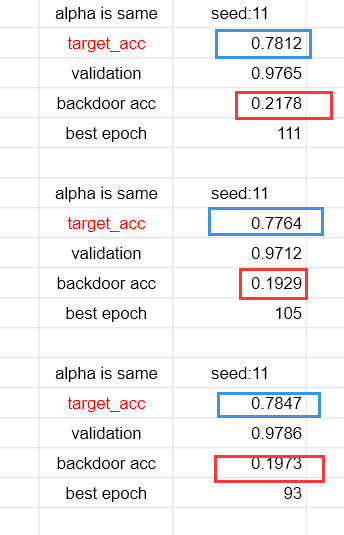 alpha is same seed:11
target_acc 0.7812
validation 0.9765
backdoor acc 0.2178
best epoch 111
alpha is same seed:11
target_acc 0.7764
validation 0.9712
backdoor acc 0.1929
best epoch 105
alpha is same seed:11
target_acc 0.7847
validation 0.9786
backdoor acc 0.1973
best epoch 93